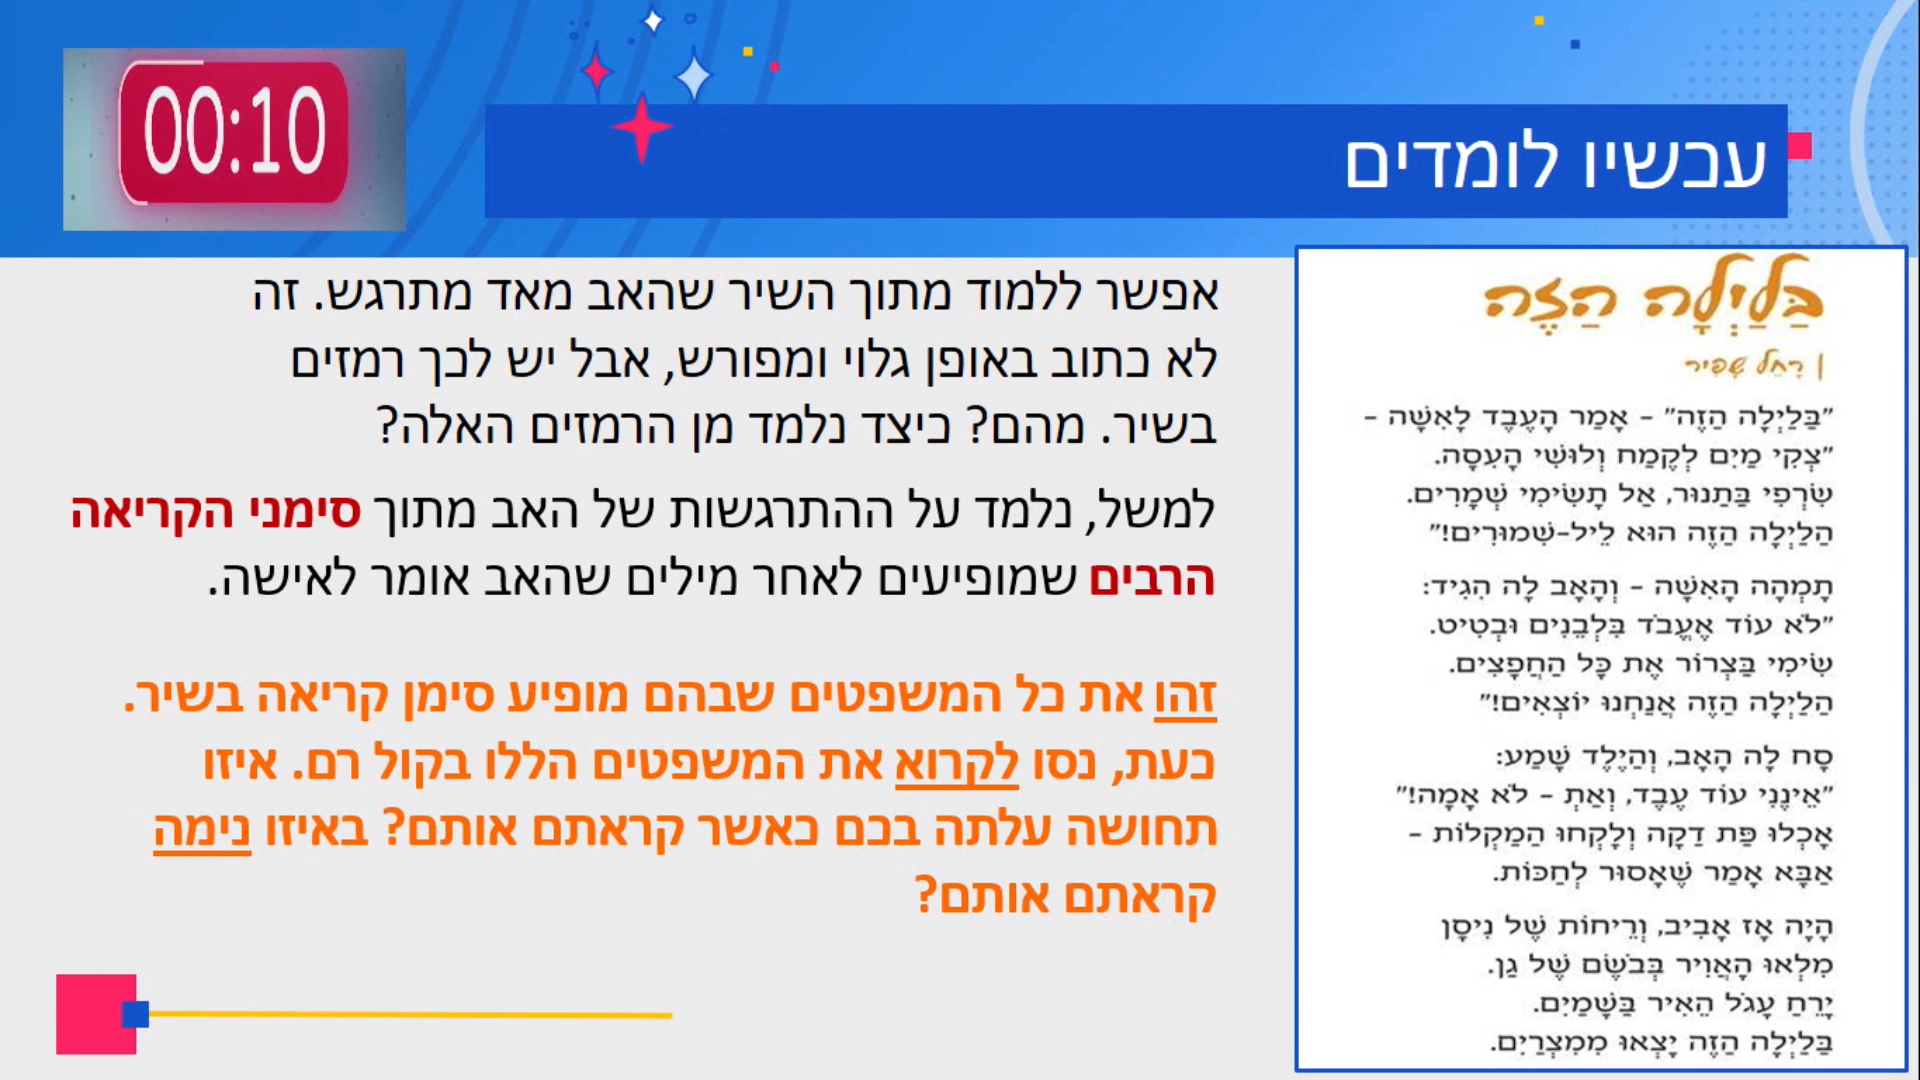 00:10
עכשיו לומדים
אפשר ללמוד מתוך השיר שהאב מאד מתרגש. זה
לא כתוב באופן גלוי ומפורש, אבל יש לכך רמזים
בשיר. מהם? כיצד נלמד מן הרמזים האלה?
למשל, נלמד על ההתרגשות של האב מתוך סימני הקריאה
הרבים שמופיעים לאחר מילים שהאב אומר לאישה.
זהו את כל המשפטים שבהם מופיע סימן קריאה בשיר.
כעת, נסו לקרוא את המשפטים הללו בקול רם. איזו
תחושה עלתה בכם כאשר קראתם אותם? באיזו נימה
קראתם אותם?
בַּלַּיְלָה הַזֶּה
| רָחֵל שַׁפִּיר
"בַּלַּיְלָה הַזֶּה" – אָמַר הָעֶבֶד לָאִשָּׁה –
"צְקִי מַיִם לְקֶמַח וְלוּשִׁי הָעִסָּה.
שִׂרְפִי בַּתַּנּוּר, אַל תָּשִׂימִי שְׁמָרִים.
הַלַּיְלָה הַזֶּה הוּא לֵיל-שִׁמּוּרִים!"
תָּמְהָה הָאִשָּׁה – וְהָאָב לָהּ הִגִּיד:
"לֹא עוֹד אֶעֱבֹד בִּלְבֵנִים וּבְטִיט.
שִׂימִי בַּצְּרוֹר אֶת כָּל הַחֲפָצִים.
הַלַּיְלָה הַזֶּה אֲנַחְנוּ יוֹצְאִים!"
סָח לָהּ הָאָב, וְהַיֶּלֶד שָׁמַע:
"אֵינֶנִּי עוֹד עֶבֶד, וְאַתְּ – לֹא אָמָה!"
אָכְלוּ פַּת דַּקָּה וְלָקְחוּ הַמַּקְלוֹת –
אַבָּא אָמַר שֶׁאָסוּר לְחַכּוֹת.
הָיָה אָז אָבִיב, וְרֵיחוֹת שֶׁל נִיסָן
מִלְאוּ הָאֲוִיר בְּבֹשֶׂם שֶׁל גַּן.
יָרֵחַ עָגֹל הֵאִיר בַּשָּׁמַיִם.
בַּלַּיְלָה הַזֶּה יָצְאוּ מִמִּצְרַיִם.